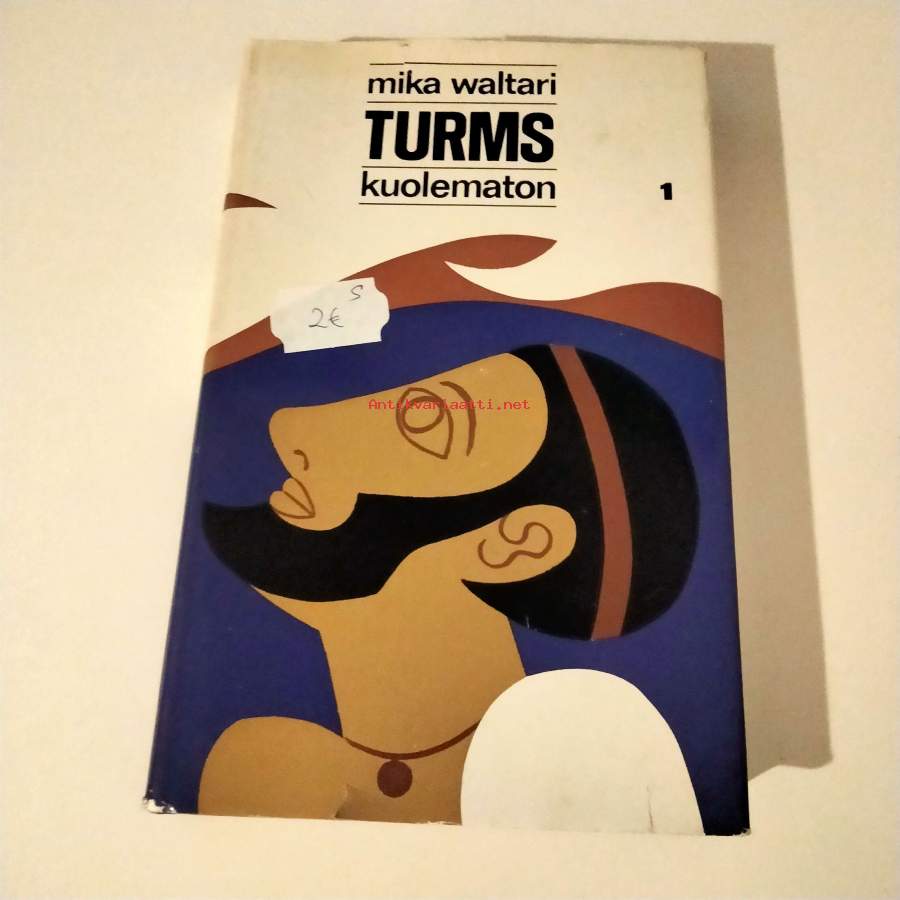 mika waltari
TURMS
kuolematon
1
S
2€
Antikvariaatti.net